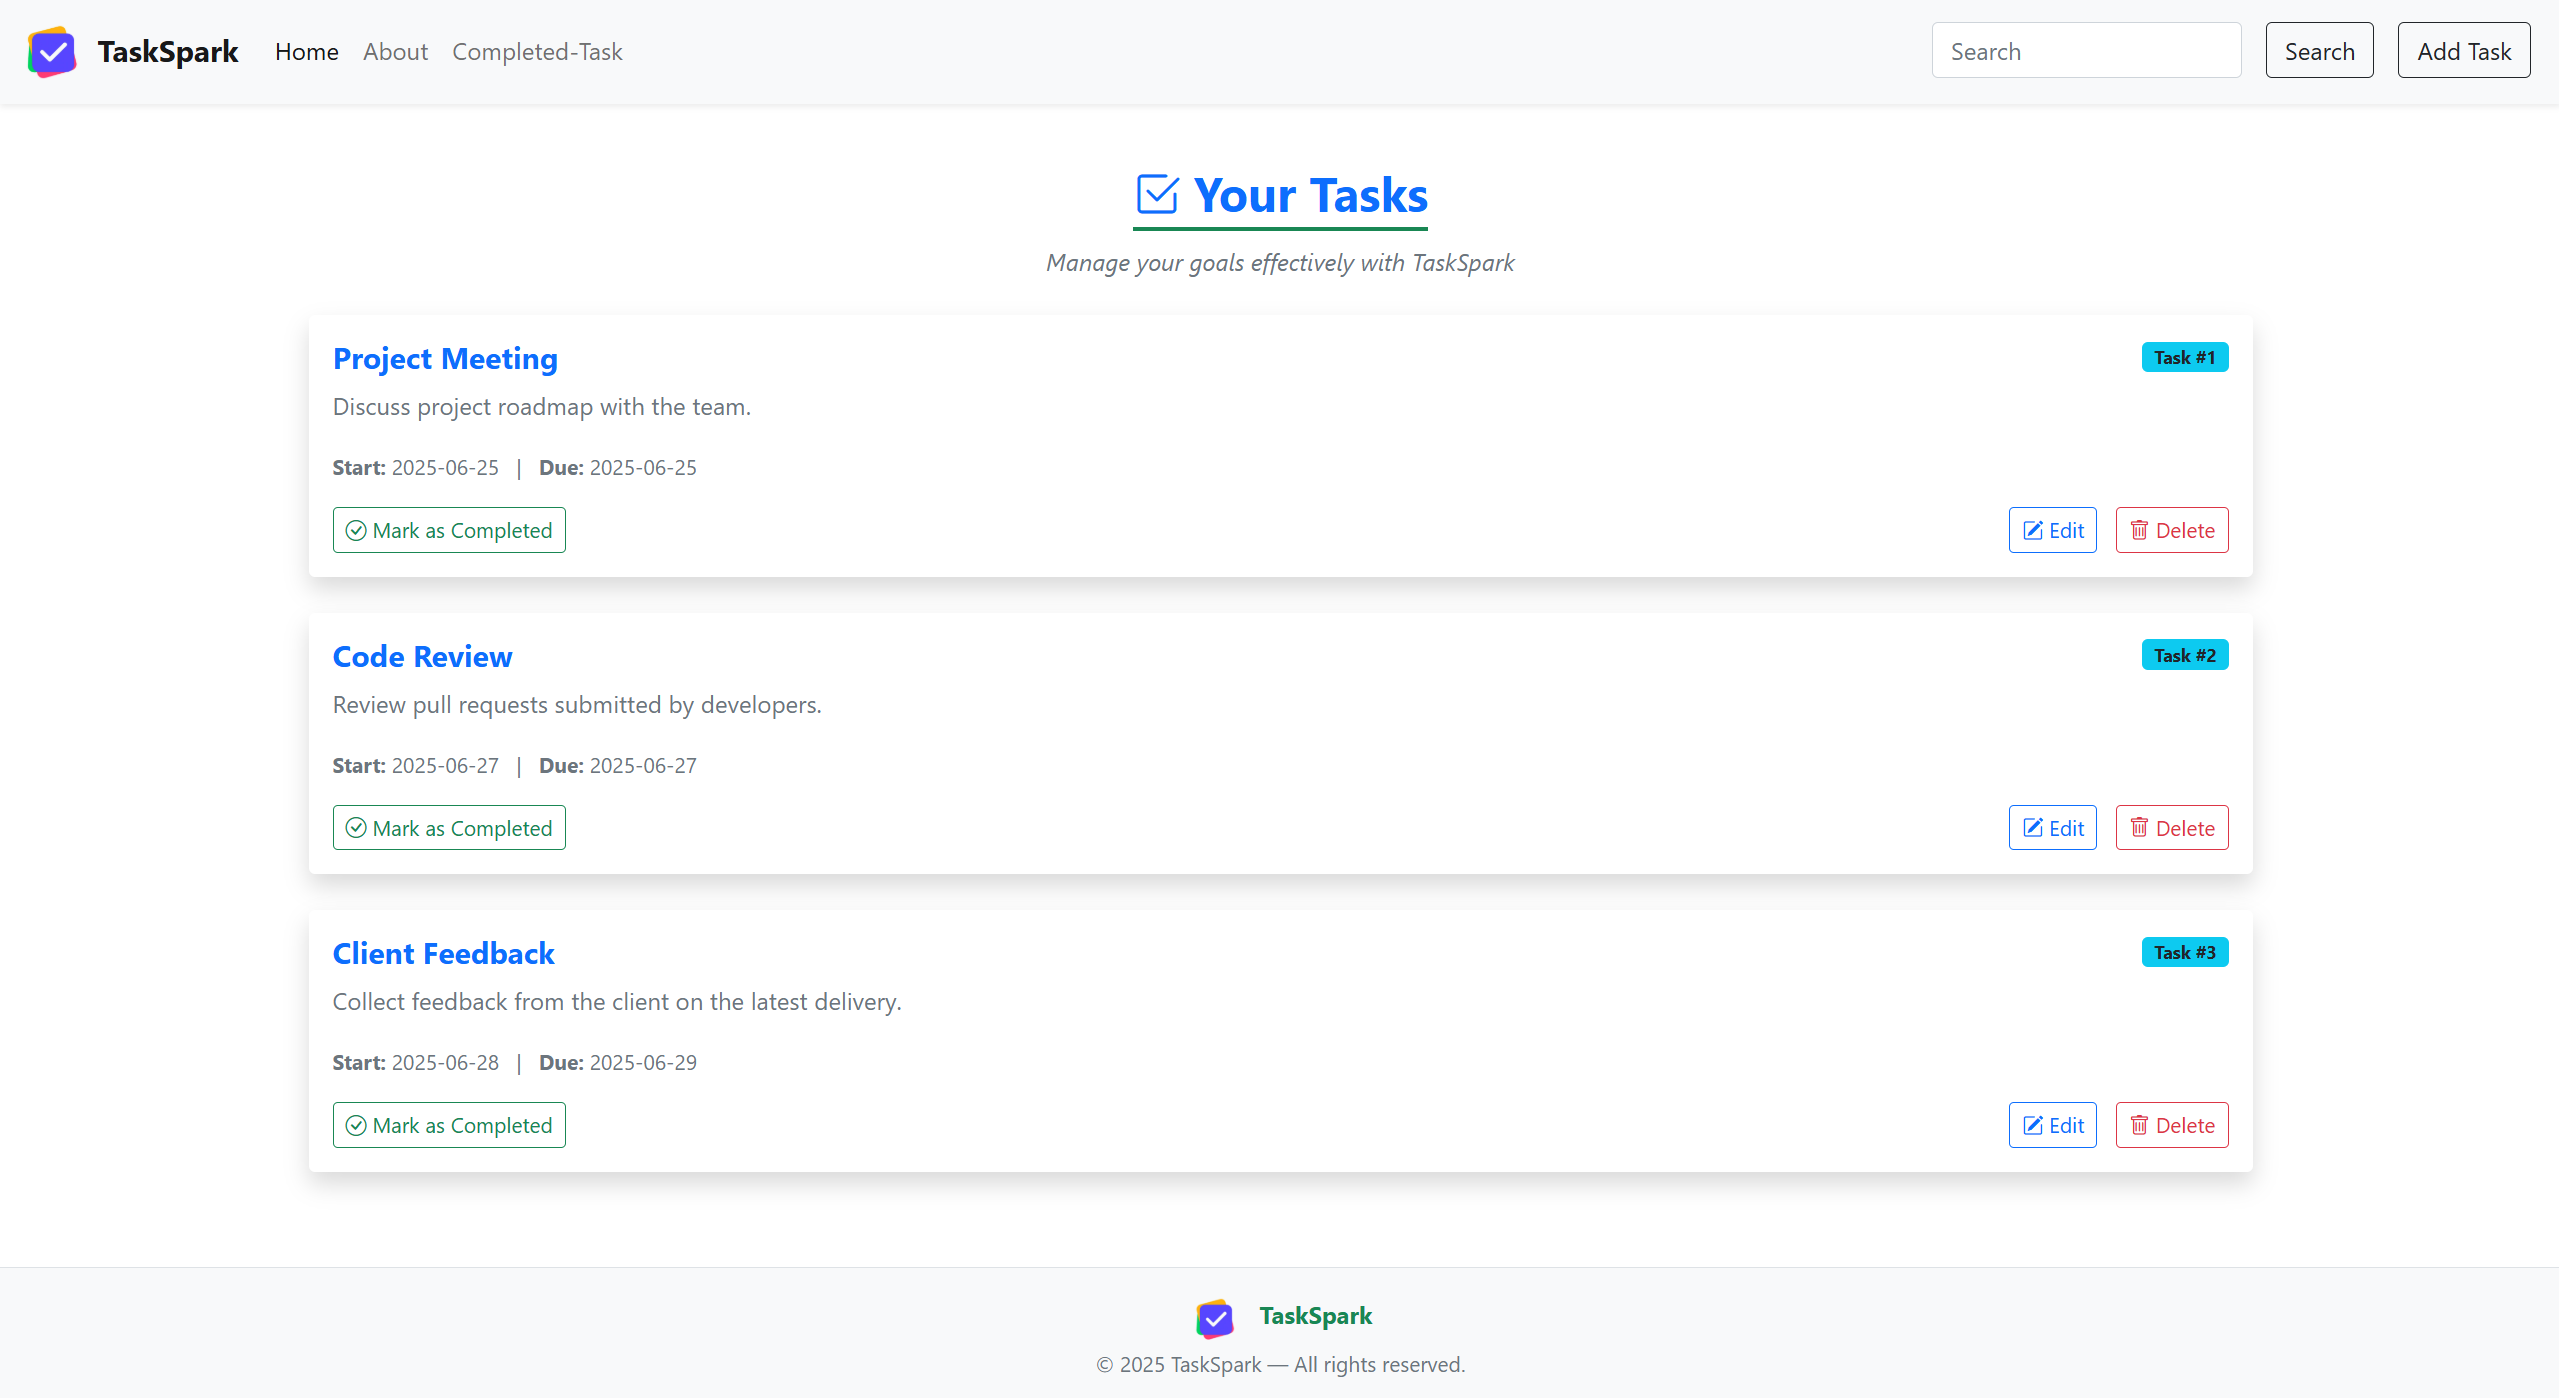 TaskSpark Home About Completed-Task Search Search Add Task
Your Tasks
Manage your goals effectively with TaskSpark
Project Meeting Task #1
Discuss project roadmap with the team.
Start: 2025-06-25 | Due: 2025-06-25
Mark as Completed Edit Delete
Code Review Task #2
Review pull requests submitted by developers.
Start: 2025-06-27 | Due: 2025-06-27
Mark as Completed Edit Delete
Client Feedback Task #3
Collect feedback from the client on the latest delivery.
Start: 2025-06-28 | Due: 2025-06-29
Mark as Completed Edit Delete
TaskSpark
© 2025 TaskSpark — All rights reserved.